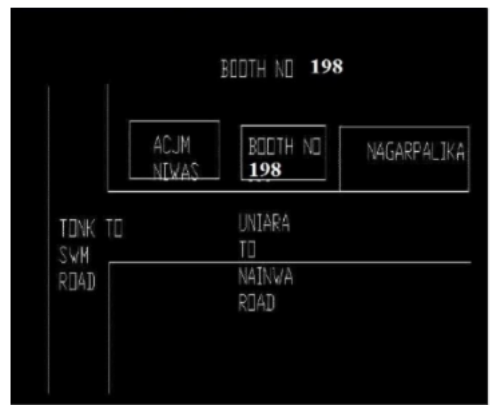 BOOTH NO 198
ACJM
NIWAS
BOOTH NO
198
NAGARPALIKA
TONK TO
SWM
ROAD
UNIARA
TO
NAINWA
ROAD